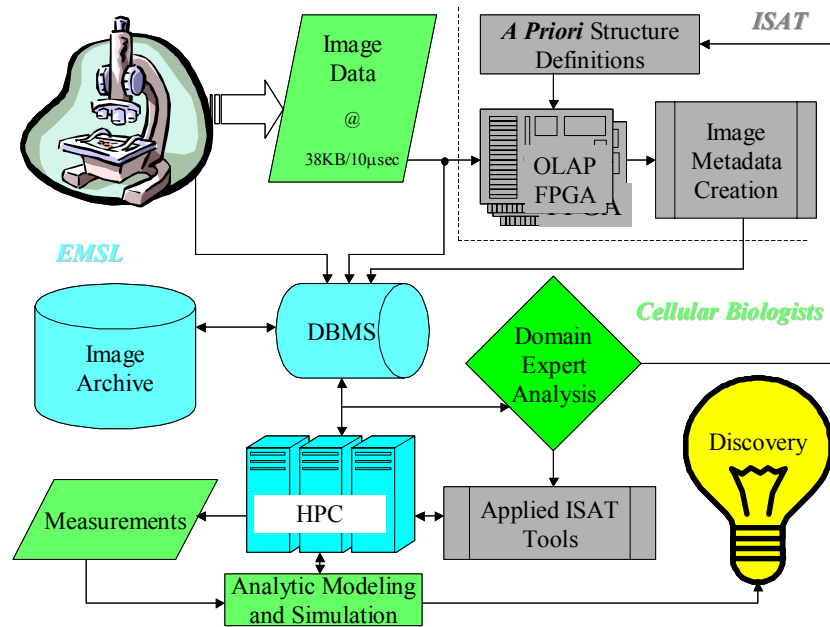 Image
Data
@
38KB/10μsec
A Priori Structure
Definitions
ISAT
OLAP
FPGA
FPGA
Image
Metadata
Creation
EMSL
DBMS
Image
Archive
Domain
Expert
Analysis
Cellular Biologists
Discovery
Measurements
HPC
Applied ISAT
Tools
Analytic Modeling
and Simulation